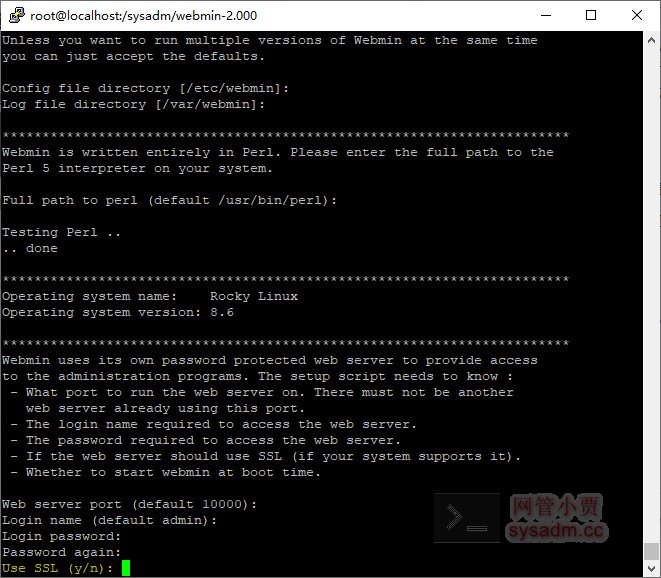 root@localhost:/sysadm/webmin-2.000
Unless you want to run multiple versions of Webmin at the same time
you can just accept the defaults.
Config file directory [/etc/webmin]:
Log file directory [/var/webmin]:
***********************************************************************
Webmin is written entirely in Perl. Please enter the full path to the
Perl 5 interpreter on your system.
Full path to perl (default /usr/bin/perl):
Testing Perl ..
.. done
***********************************************************************
Operating system name:    Rocky Linux
Operating system version: 8.6
***********************************************************************
Webmin uses its own password protected web server to provide access
to the administration programs. The setup script needs to know :
 - What port to run the web server on. There must not be another
   web server already using this port.
 - The login name required to access the web server.
 - The password required to access the web server.
 - If the web server should use SSL (if your system supports it).
 - Whether to start webmin at boot time.
Web server port (default 10000):
Login name (default admin):
Login password:
Password again:
Use SSL (y/n):
>_
网管小贾
sysadm.cc